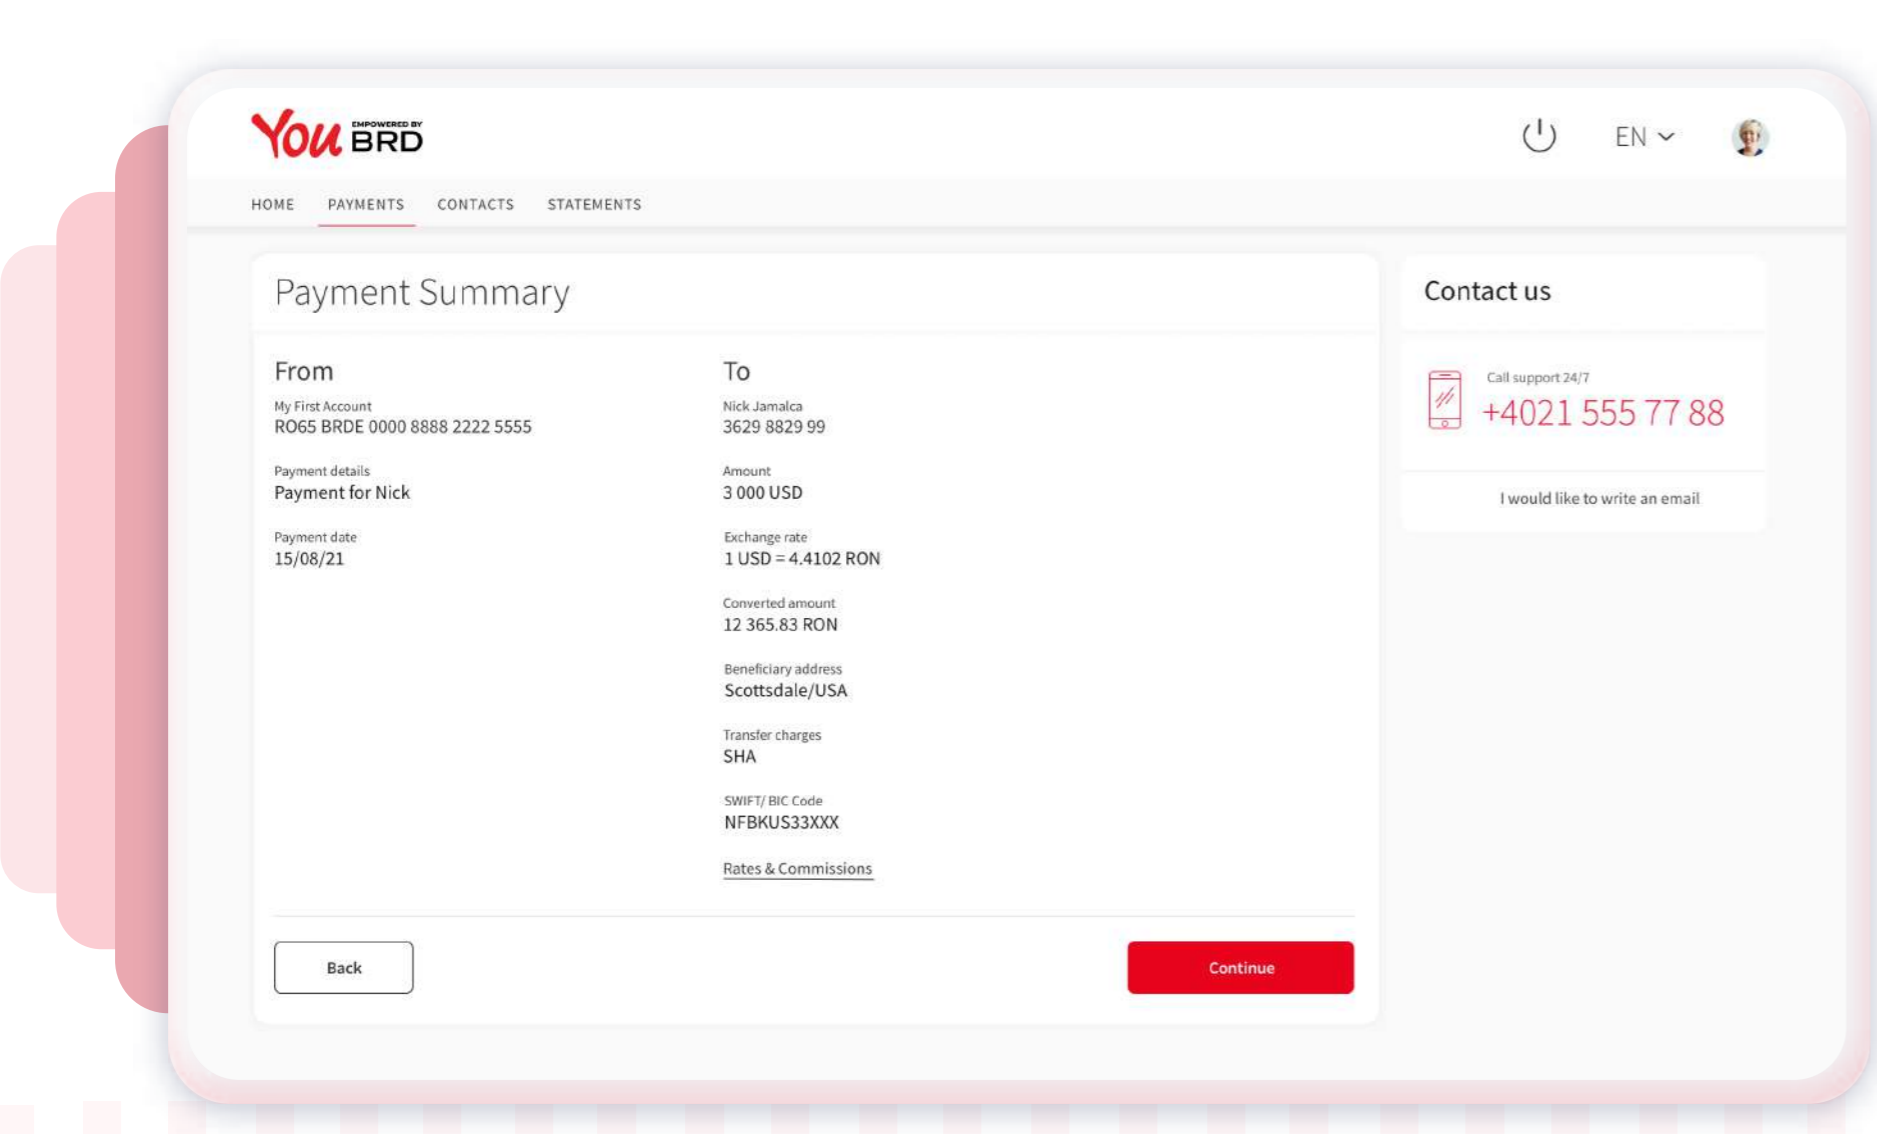 You EMPOWERED BY BRD
EN
HOME PAYMENTS CONTACTS STATEMENTS
Payment Summary
From
My First Account
RO65 BRDE 0000 8888 2222 5555
Payment details
Payment for Nick
Payment date
15/08/21
To
Nick Jamalca
3629 8829 99
Amount
3 000 USD
Exchange rate
1 USD = 4.4102 RON
Converted amount
12 365.83 RON
Beneficiary address
Scottsdale/USA
Transfer charges
SHA
SWIFT/ BIC Code
NFBKUS33XXX
Rates & Commissions
Back
Continue
Contact us
Call support 24/7
+4021 555 77 88
I would like to write an email